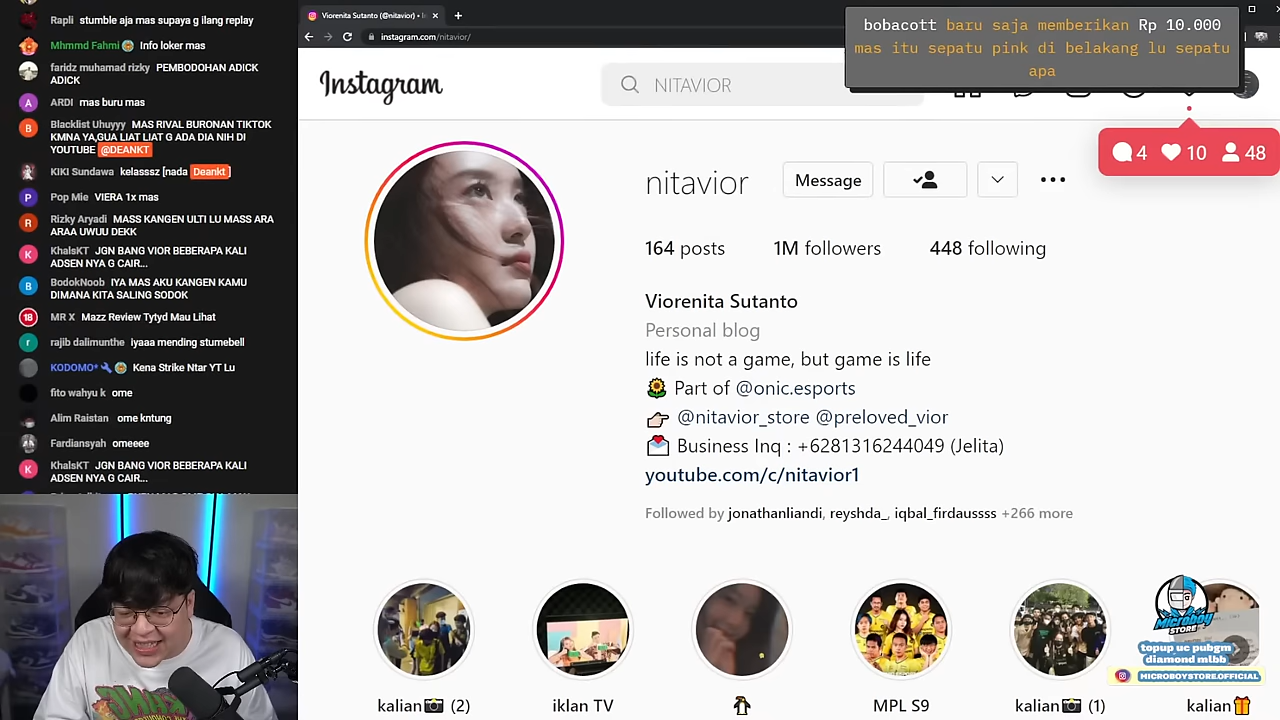 Rapli stumble aja mas supaya g ilang replay
Mhmmd Fahmi Info loker mas
faridz muhamad rizky PEMBODOHAN ADICK
ADICK
ARDI mas buru mas
Blacklist Uhuyyy MAS RIVAL BURONAN TIKTOK
KMNA YA,GUA LIAT LIAT G ADA DIA NIH DI
YOUTUBE @DEANKT
KIKI Sundawa kelasssz [nada Deankt ]
Pop Mie VIERA 1x mas
Rizky Aryadi MASS KANGEN ULTI LU MASS ARA
ARAA UWUU DEKK
KhalsKT JGN BANG VIOR BEBERAPA KALI
ADSEN NYA G CAIR...
BodokNoob IYA MAS AKU KANGEN KAMU
DIMANA KITA SALING SODOK
MR X Mazz Review Tytyd Mau Lihat
rajib dalimunthe iyaaa mending stumebell
KODOMO* Kena Strike Ntar YT Lu
fito wahyu k ome
Alim Raistan ome kntung
Fardiansyah omeeee
KhalsKT JGN BANG VIOR BEBERAPA KALI
ADSEN NYA G CAIR...
Viorenita Sutanto (@nitavior) •
instagram.com/nitavior/
bobacott baru saja memberikan Rp 10.000
mas itu sepatu pink di belakang lu sepatu
apa
Instagram
NITAVIOR
4 10 48
nitavior
Message
164 posts 1M followers 448 following
Viorenita Sutanto
Personal blog
life is not a game, but game is life
🌻 Part of @onic.esports
👉 @nitavior_store @preloved_vior
💌 Business Inq : +6281316244049 (Jelita)
youtube.com/c/nitavior1
Followed by jonathanliandi, reyshda_, iqbal_firdaussss +266 more
kalian📷 (2)
iklan TV
🐧
MPL S9
kalian📷 (1)
kalian🎁
Microboy
STORE
topup uc pubgm
diamond mlbb
MICROBOYSTORE.OFFICIAL